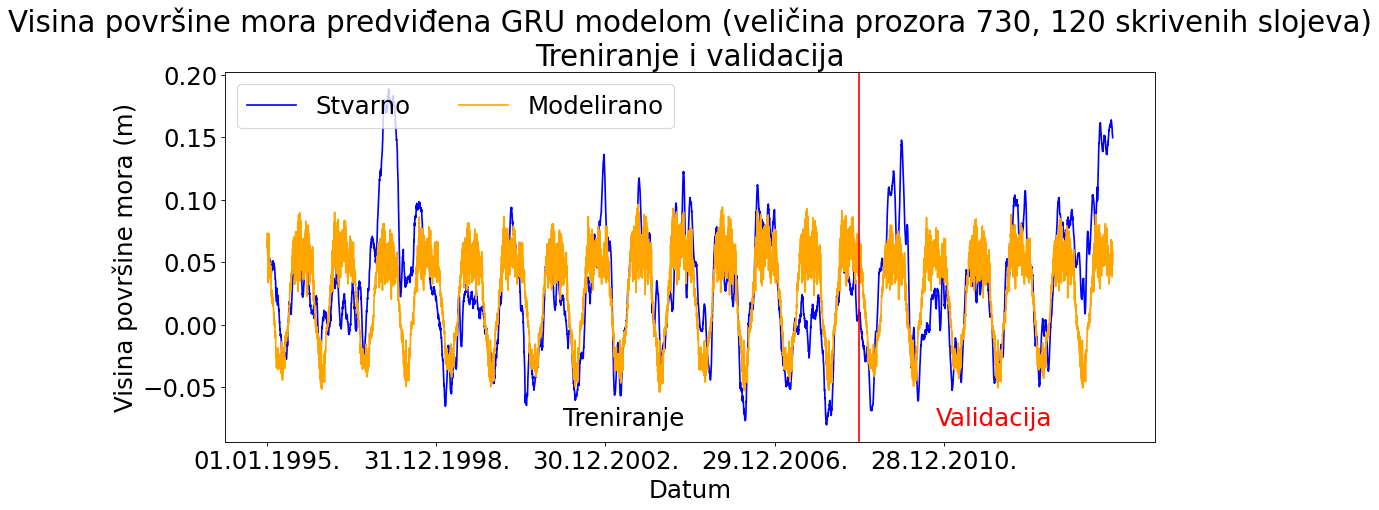 Visina površine mora predviđena GRU modelom (veličina prozora 730, 120 skrivenih slojeva)
Treniranje i validacija
Stvarno
Modelirano
Visina površine mora (m)
0.20
0.15
0.10
0.05
0.00
−0.05
Treniranje
Validacija
01.01.1995.
31.12.1998.
30.12.2002.
29.12.2006.
28.12.2010.
Datum